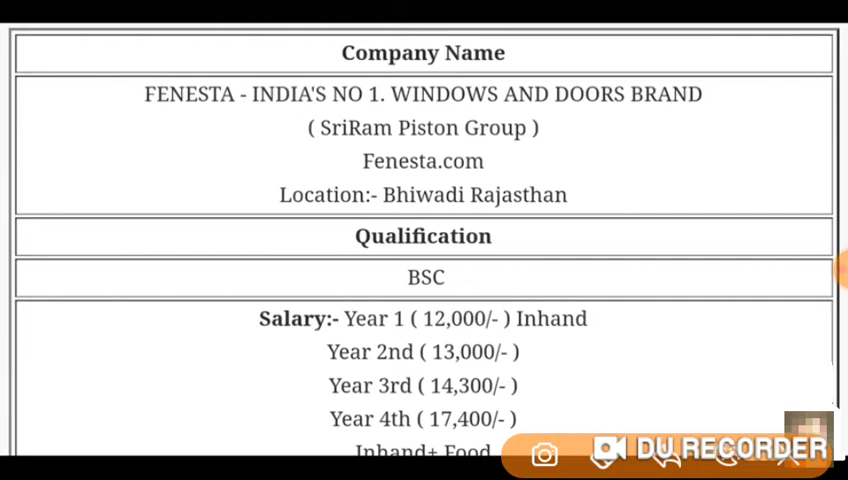 Company Name
FENESTA - INDIA'S NO 1. WINDOWS AND DOORS BRAND
( SriRam Piston Group )
Fenesta.com
Location:- Bhiwadi Rajasthan
Qualification
BSC
Salary:- Year 1 ( 12,000/- ) Inhand
Year 2nd ( 13,000/- )
Year 3rd ( 14,300/- )
Year 4th ( 17,400/- )
Inhand+ Food
DU RECORDER